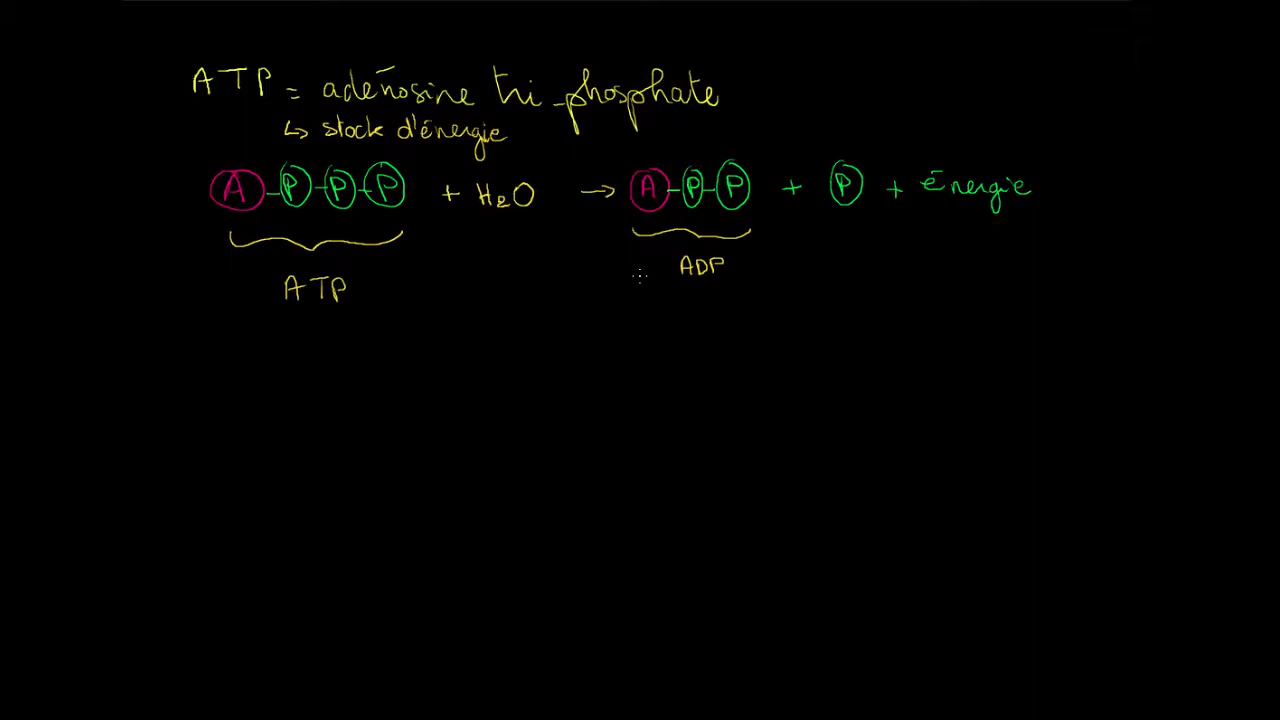 ATP = adénosine tri-phosphate
↳ stock d'énergie
A-P-P-P + H2O → A-P-P + P + énergie
ATP ADP